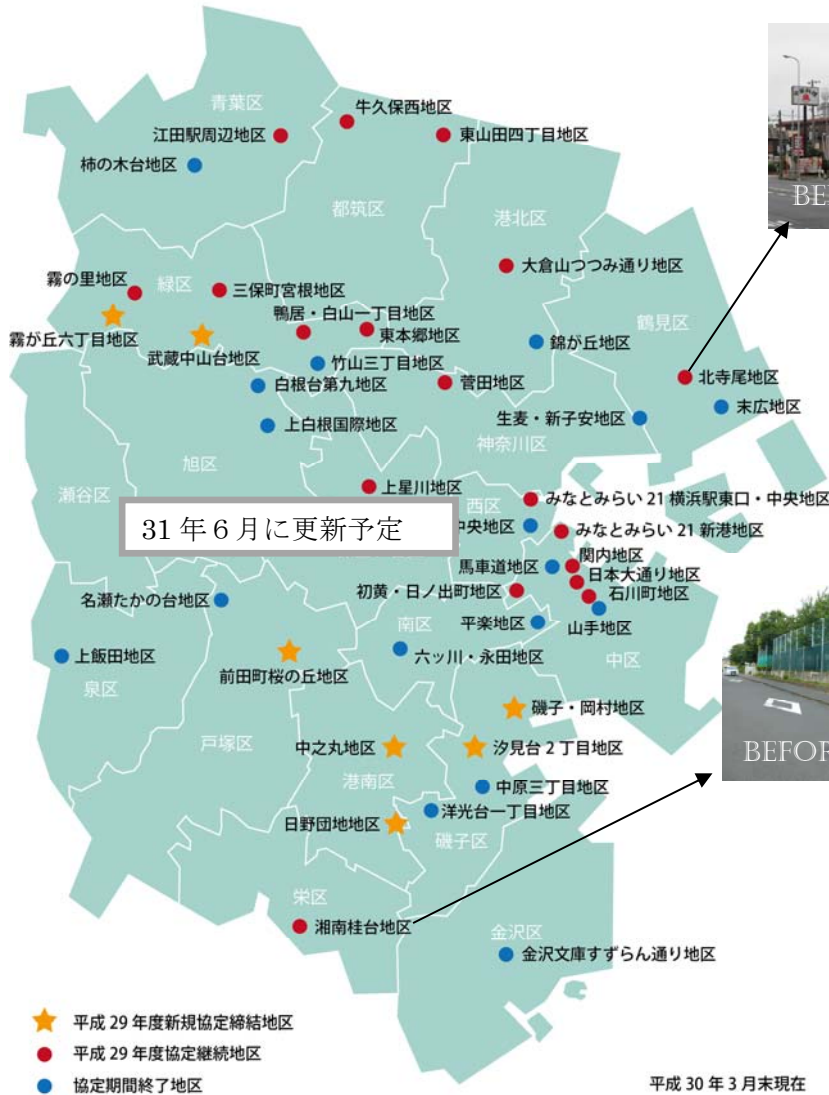 青葉区
牛久保西地区
江田駅周辺地区
東山田四丁目地区
柿の木台地区
都筑区
港北区
大倉山つつみ通り地区
霧の里地区
緑区
三保町宮根地区
鴨居・白山一丁目地区
鶴見区
霧が丘六丁目地区
武蔵中山台地区
東本郷地区
錦が丘地区
竹山三丁目地区
北寺尾地区
白根台第九地区
菅田地区
末広地区
上白根国際地区
生麦・新子安地区
神奈川区
旭区
瀬谷区
上星川地区
西区
みなとみらい 21 横浜駅東口・中央地区
31 年 6 月に更新予定
中央地区
みなとみらい 21 新港地区
関内地区
馬車道地区
日本大通り地区
初黄・日ノ出町地区
石川町地区
名瀬たかの台地区
平楽地区
山手地区
南区
中区
上飯田地区
六ッ川・永田地区
泉区
前田町桜の丘地区
磯子・岡村地区
戸塚区
中之丸地区
汐見台 2 丁目地区
港南区
中原三丁目地区
洋光台一丁目地区
日野団地地区
磯子区
栄区
湘南桂台地区
金沢区
金沢文庫すずらん通り地区
平成 29 年度新規協定締結地区
平成 29 年度協定継続地区
協定期間終了地区
平成 30 年 3 月末現在
BE
BEFOR